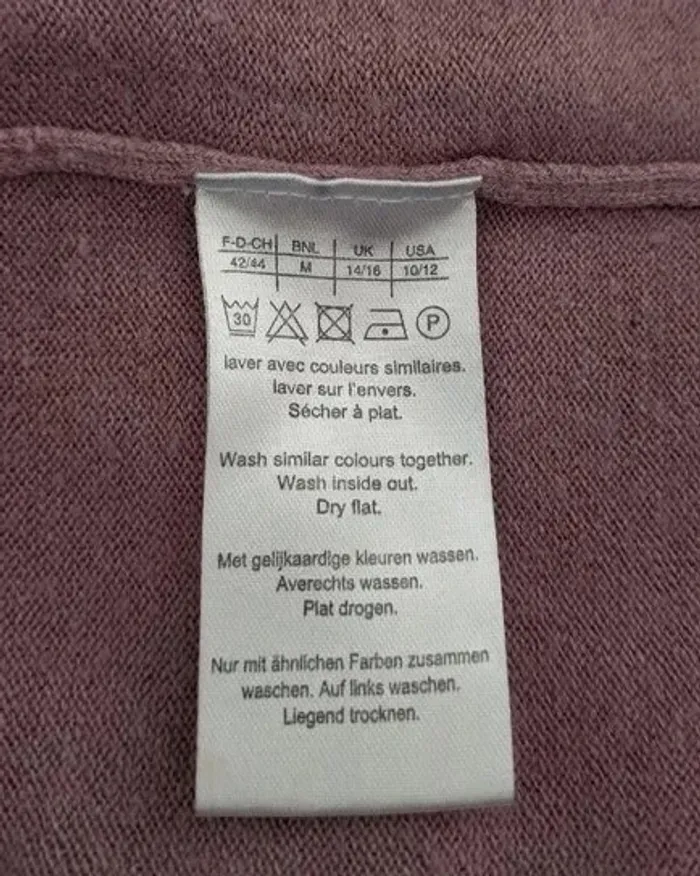 F-D-CH BNL UK USA
42/44 M 14/16 10/12
30 P
laver avec couleurs similaires.
laver sur l'envers.
Sécher à plat.
Wash similar colours together.
Wash inside out.
Dry flat.
Met gelijkaardige kleuren wassen.
Averechts wassen.
Plat drogen.
Nur mit ähnlichen Farben zusammen
waschen. Auf links waschen.
Liegend trocknen.